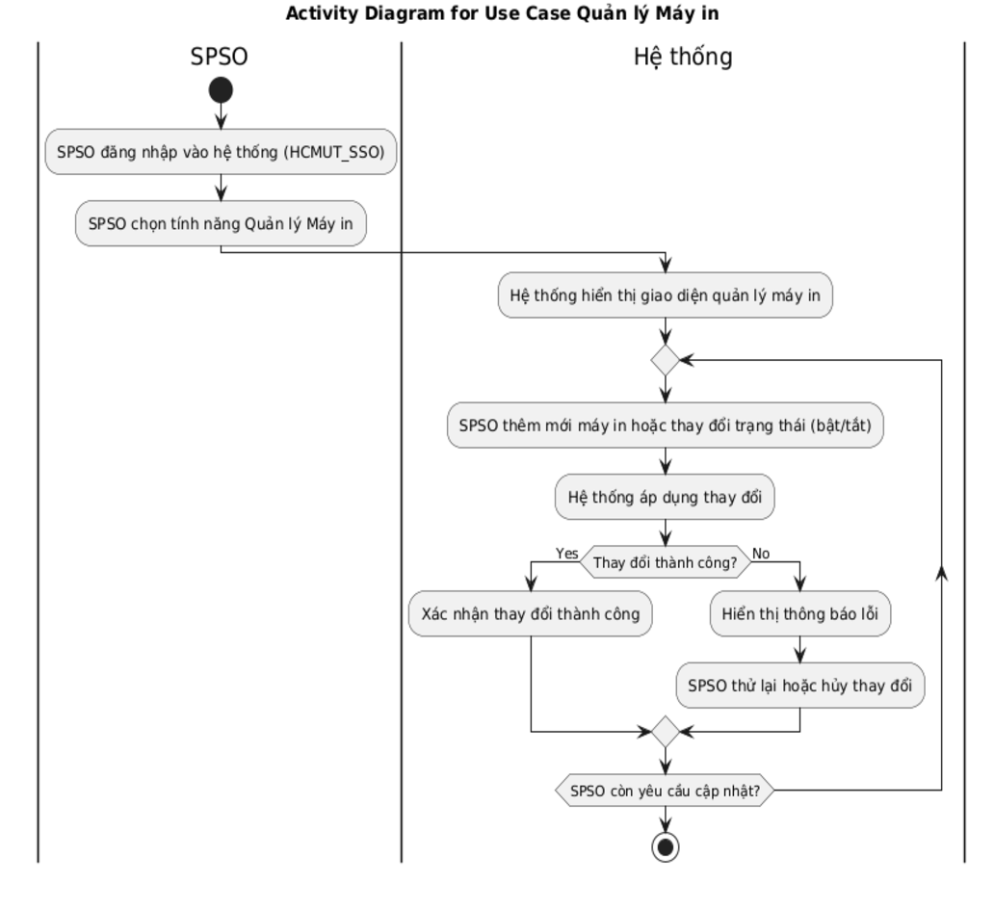 Activity Diagram for Use Case Quản lý Máy in
SPSO
Hệ thống
SPSO đăng nhập vào hệ thống (HCMUT_SSO)
SPSO chọn tính năng Quản lý Máy in
Hệ thống hiển thị giao diện quản lý máy in
SPSO thêm mới máy in hoặc thay đổi trạng thái (bật/tắt)
Hệ thống áp dụng thay đổi
Yes
Thay đổi thành công?
No
Xác nhận thay đổi thành công
Hiển thị thông báo lỗi
SPSO thử lại hoặc hủy thay đổi
SPSO còn yêu cầu cập nhật?